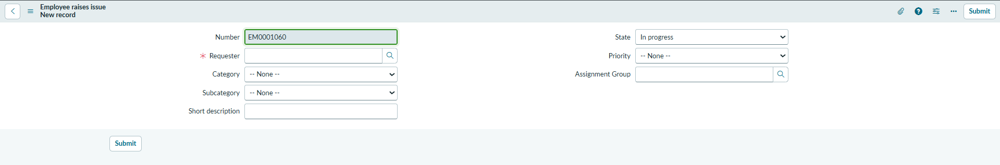 Employee raises issue
New record
Submit
Number EM0001060
Requester
Category -- None --
Subcategory -- None --
Short description
State In progress
Priority -- None --
Assignment Group
Submit